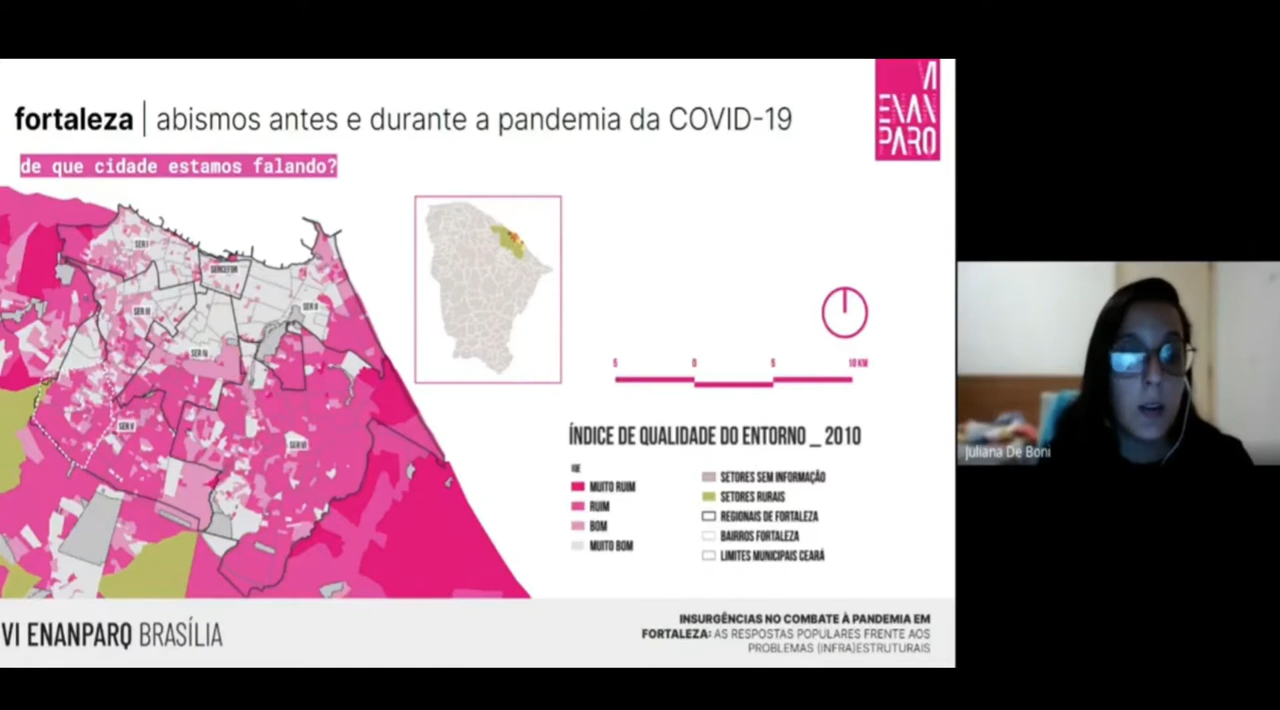 VI
ENAN
PARQ
fortaleza | abismos antes e durante a pandemia da COVID-19
de que cidade estamos falando?
SER I
SERCEFOR
SER II
SER III
SER IV
SER V
SER VI
5 0 5 10 KM
ÍNDICE DE QUALIDADE DO ENTORNO _ 2010
IQE
MUITO RUIM
RUIM
BOM
MUITO BOM
SETORES SEM INFORMAÇÃO
SETORES RURAIS
REGIONAIS DE FORTALEZA
BAIRROS FORTALEZA
LIMITES MUNICIPAIS CEARÁ
Juliana De Boni
VI ENANPARQ BRASÍLIA
INSURGÊNCIAS NO COMBATE À PANDEMIA EM
FORTALEZA: AS RESPOSTAS POPULARES FRENTE AOS
PROBLEMAS (INFRA)ESTRUTURAIS